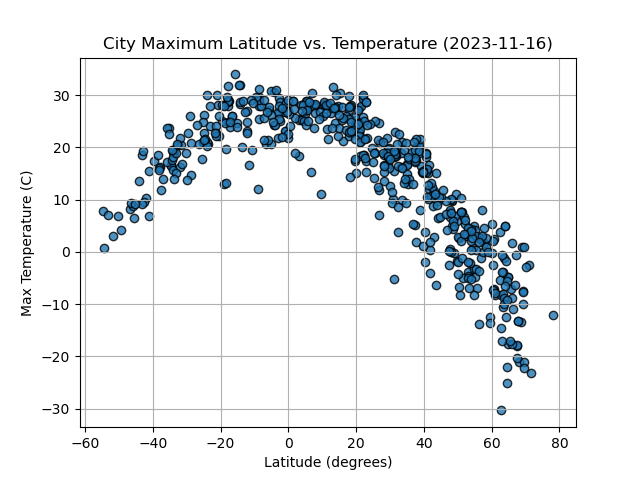 City Maximum Latitude vs. Temperature (2023-11-16)
Max Temperature (C)
30
20
10
0
−10
−20
−30
−60 −40 −20 0 20 40 60 80
Latitude (degrees)